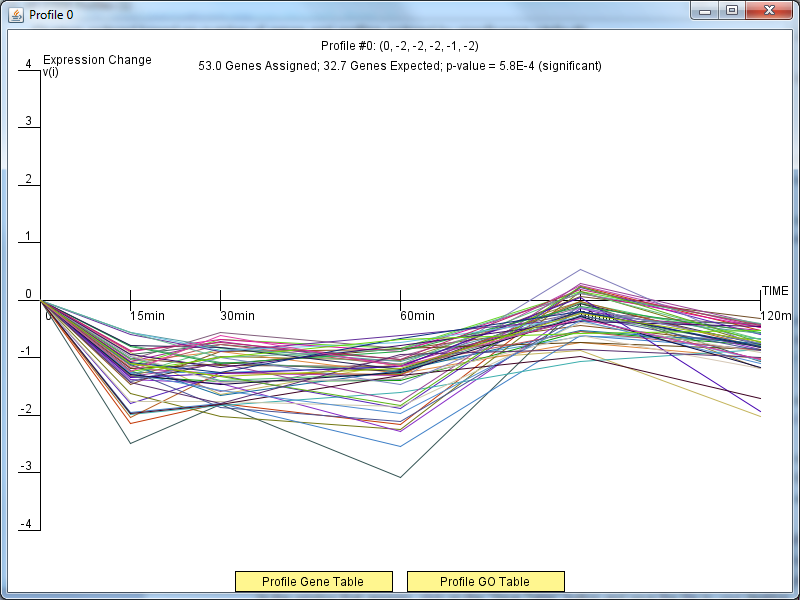 Profile 0
Profile #0: (0, -2, -2, -2, -1, -2)
Expression Change
v(i)
53.0 Genes Assigned; 32.7 Genes Expected; p-value = 5.8E-4 (significant)
4
3
2
1
0
-1
-2
-3
-4
TIME
0
15min
30min
60min
120m
Profile Gene Table
Profile GO Table